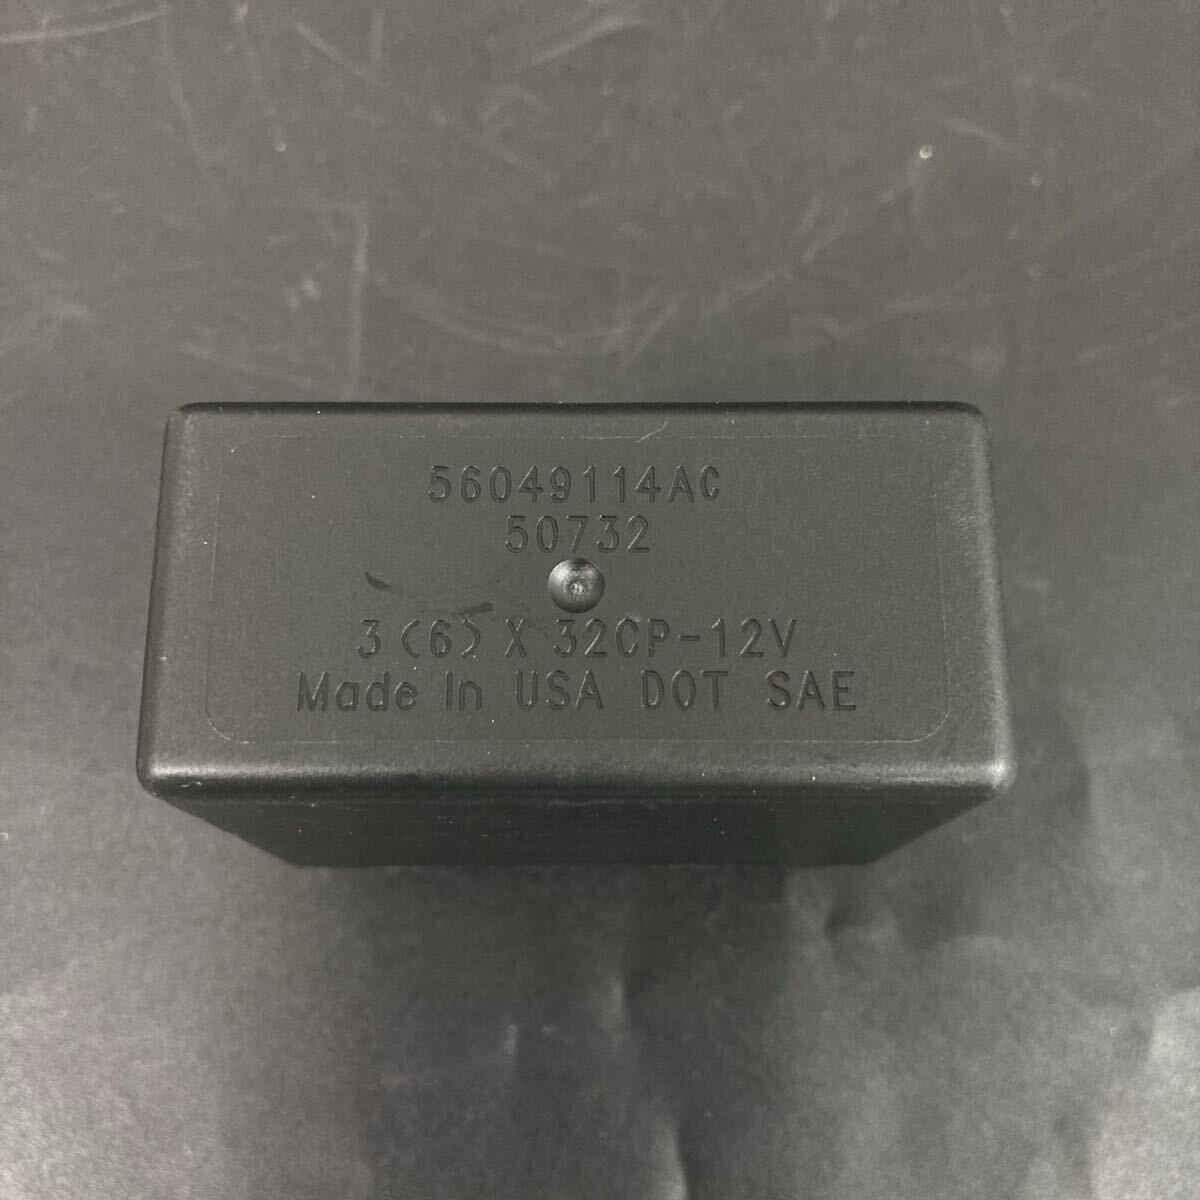 56049114AC
50732
3(6) X 32CP-12V
Made In USA DOT SAE